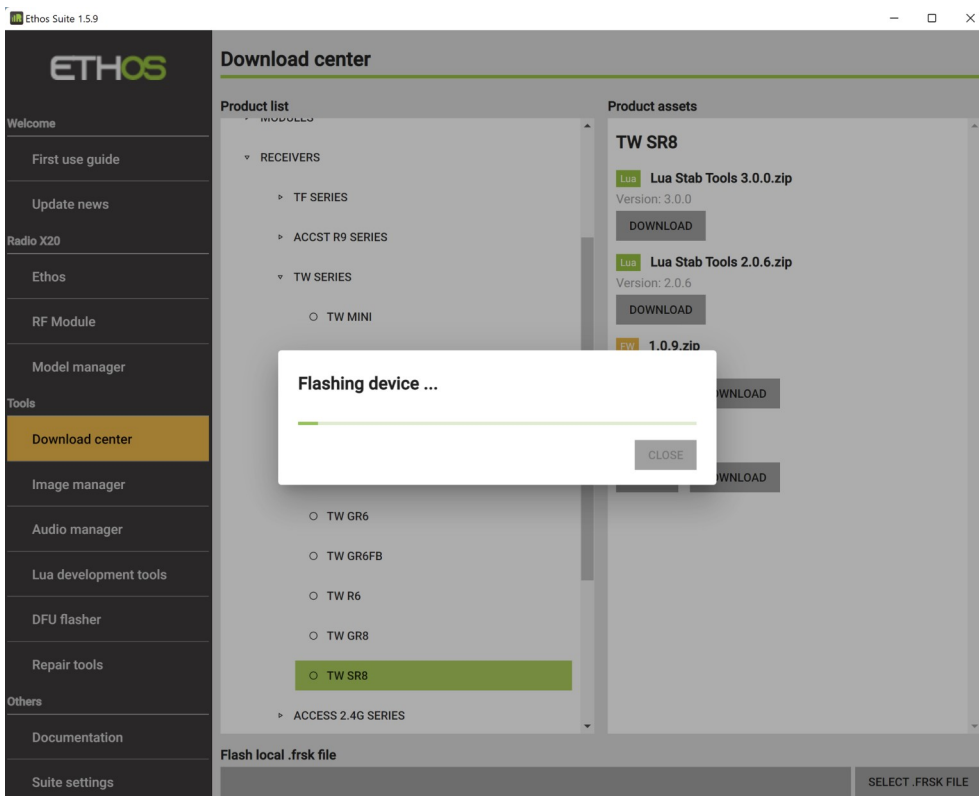 Ethos Suite 1.5.9
ETHOS
Welcome
First use guide
Update news
Radio X20
Ethos
RF Module
Model manager
Tools
Download center
Image manager
Audio manager
Lua development tools
DFU flasher
Repair tools
Others
Documentation
Suite settings
Download center
Product list
MODULES
RECEIVERS
TF SERIES
ACCST R9 SERIES
TW SERIES
TW MINI
TW GR6
TW GR6FB
TW R6
TW GR8
TW SR8
ACCESS 2.4G SERIES
Product assets
TW SR8
Lua Lua Stab Tools 3.0.0.zip
Version: 3.0.0
DOWNLOAD
Lua Lua Stab Tools 2.0.6.zip
Version: 2.0.6
DOWNLOAD
FW 1.0.9.zip
OWNLOAD
OWNLOAD
Flashing device ...
CLOSE
Flash local .frsk file
SELECT .FRSK FILE